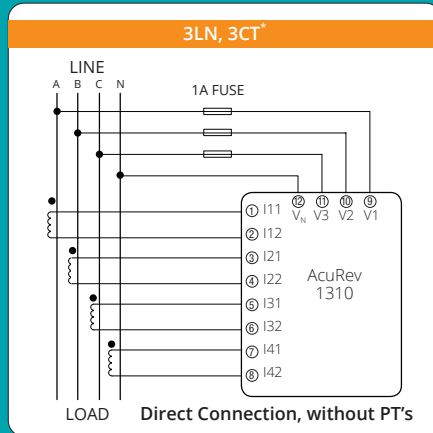 3LN, 3CT*
LINE
A B C N
1A FUSE
⑫ ⑪ ⑩ ⑨
VN V3 V2 V1
① I11
② I12
③ I21
④ I22
⑤ I31
⑥ I32
⑦ I41
⑧ I42
AcuRev
1310
LOAD
Direct Connection, without PT's